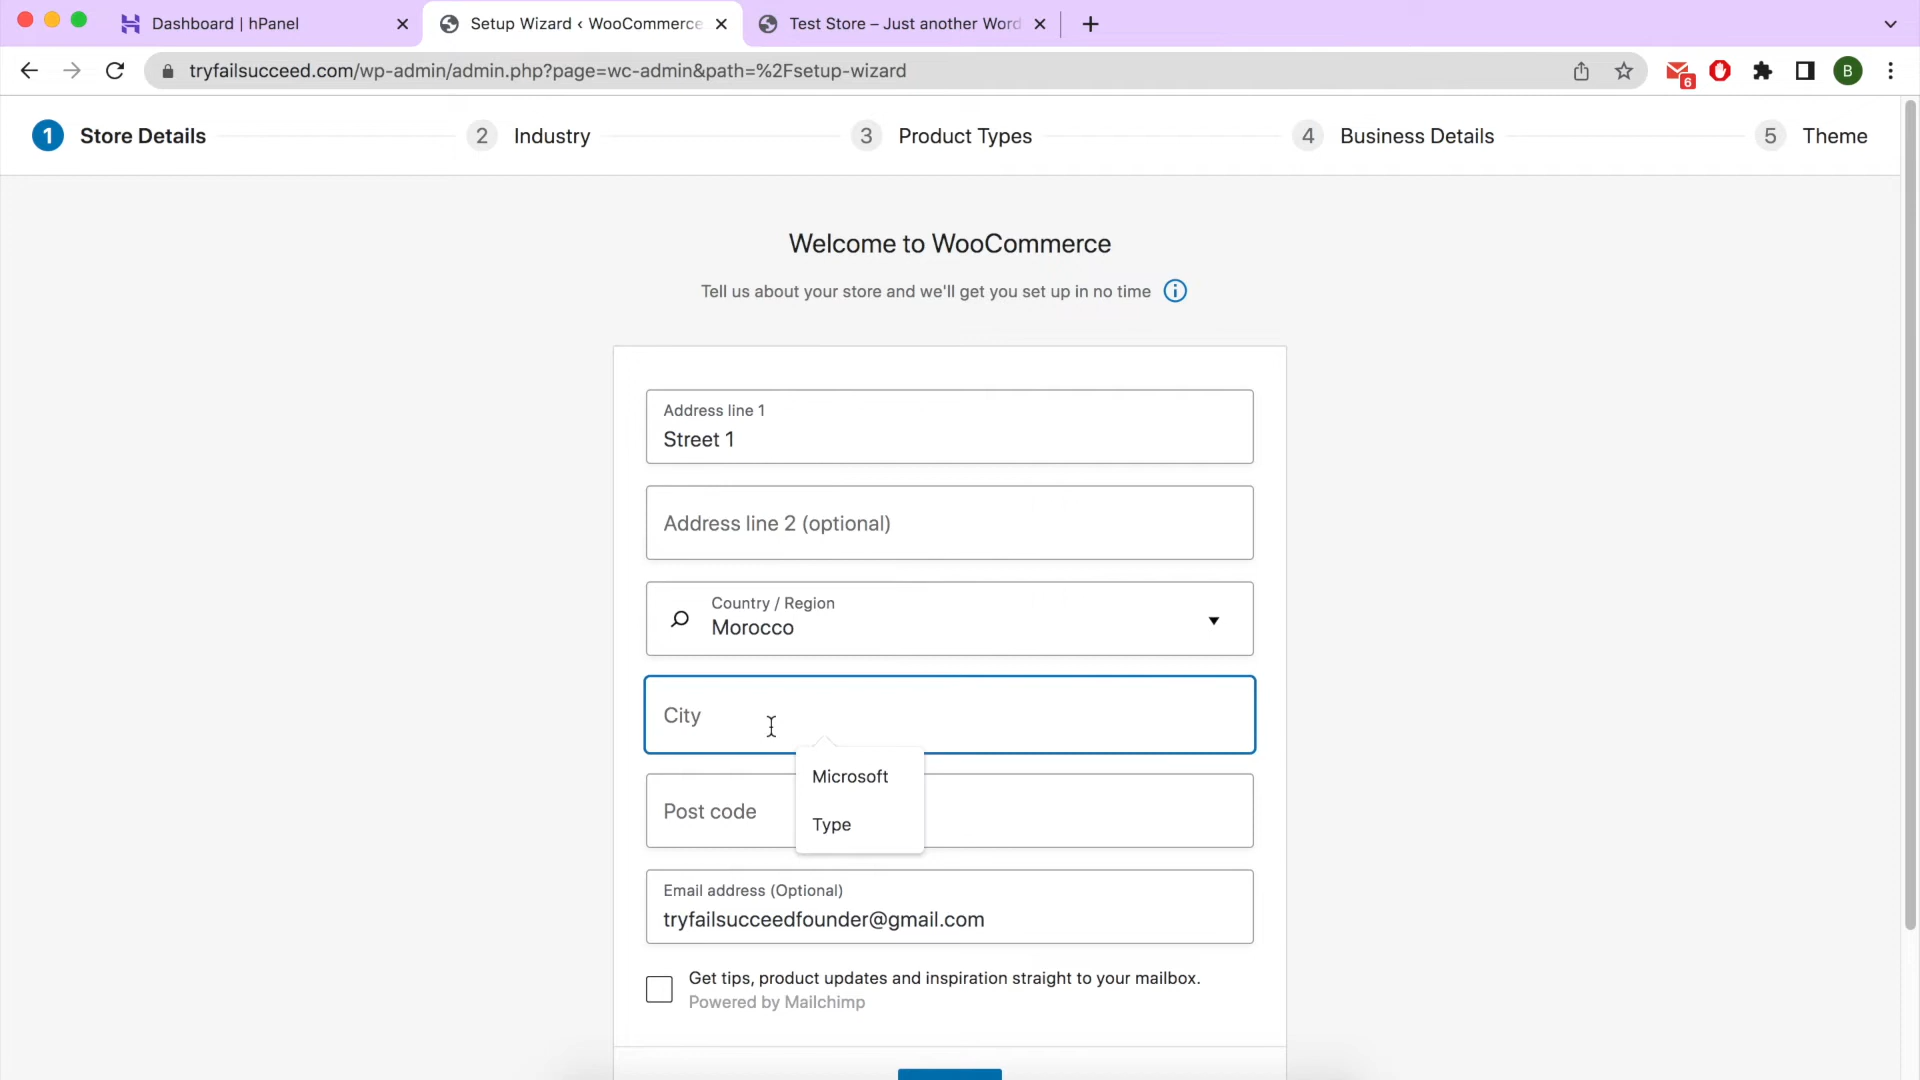 Dashboard | hPanel
Setup Wizard ‹ WooCommerce
Test Store – Just another Word
tryfailsucceed.com/wp-admin/admin.php?page=wc-admin&path=%2Fsetup-wizard
6
B
1 Store Details
2 Industry
3 Product Types
4 Business Details
5 Theme
Welcome to WooCommerce
Tell us about your store and we'll get you set up in no time
Address line 1
Street 1
Address line 2 (optional)
Country / Region
Morocco
City
Microsoft
Post code
Type
Email address (Optional)
tryfailsucceedfounder@gmail.com
Get tips, product updates and inspiration straight to your mailbox.
Powered by Mailchimp